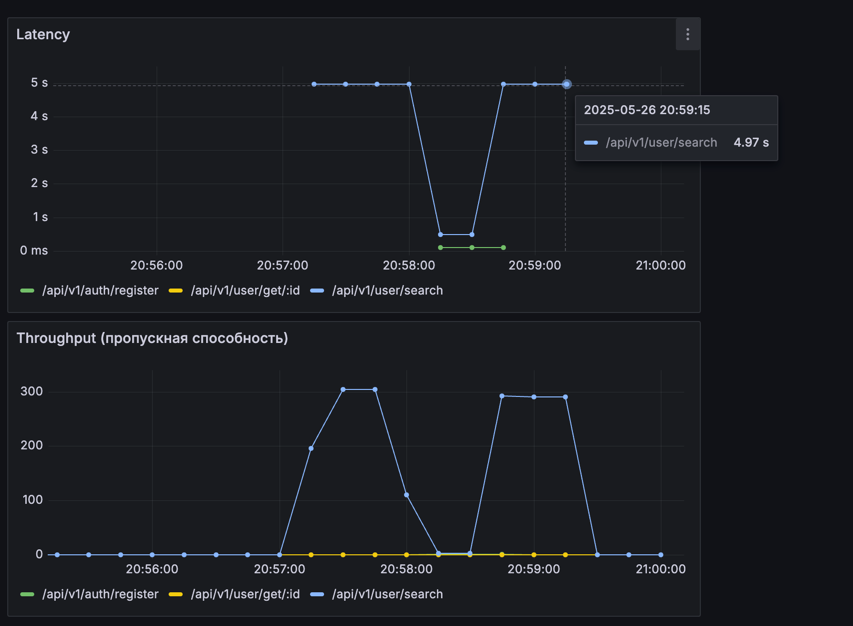 Latency
5 s
4 s
3 s
2 s
1 s
0 ms
20:56:00 20:57:00 20:58:00 20:59:00 21:00:00
2025-05-26 20:59:15
/api/v1/user/search 4.97 s
/api/v1/auth/register /api/v1/user/get/:id /api/v1/user/search
Throughput (пропускная способность)
300
200
100
0
20:56:00 20:57:00 20:58:00 20:59:00 21:00:00
/api/v1/auth/register /api/v1/user/get/:id /api/v1/user/search